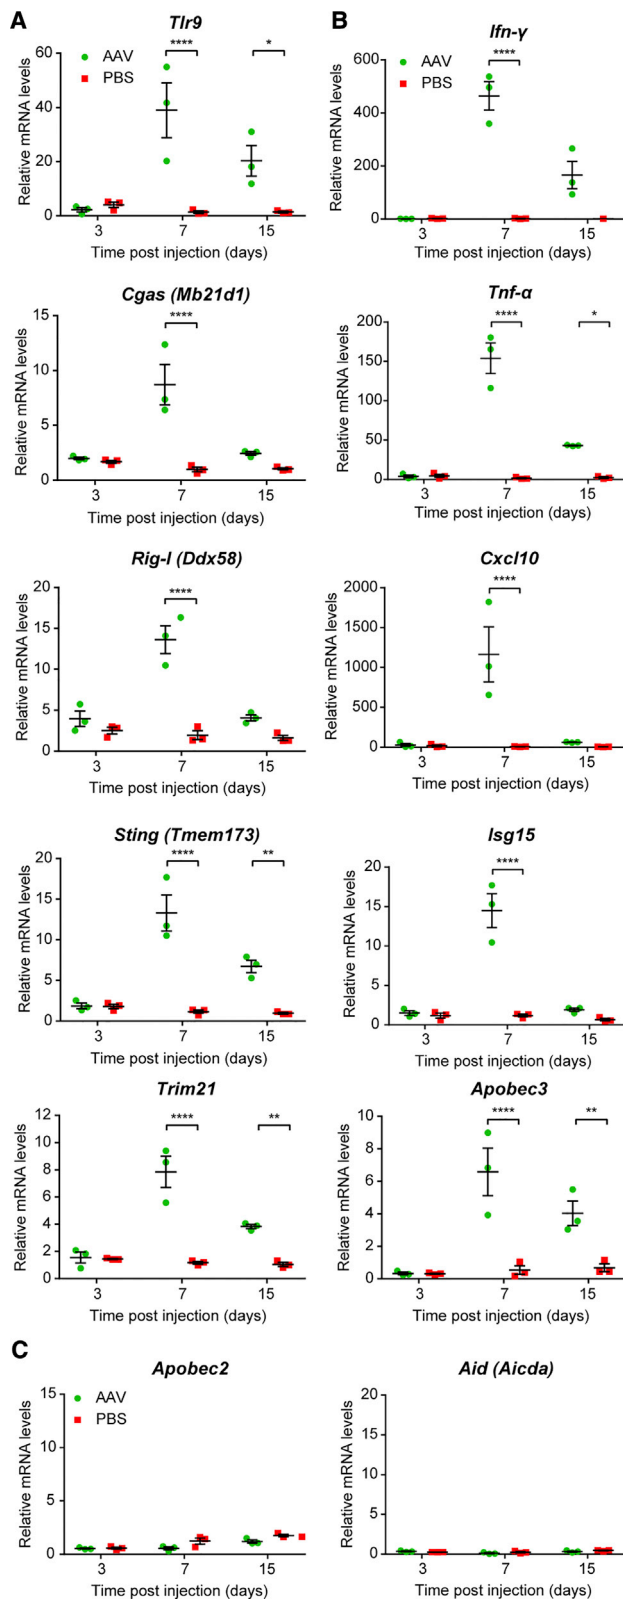 A
B
Tlr9
Ifn-γ
AAV
PBS
****
*
Relative mRNA levels
60
40
20
0
3
7
15
Time post injection (days)
AAV
PBS
****
Relative mRNA levels
600
400
200
0
3
7
15
Time post injection (days)
Cgas (Mb21d1)
****
Relative mRNA levels
15
10
5
0
3
7
15
Time post injection (days)
Tnf-α
****
*
Relative mRNA levels
200
150
100
50
0
3
7
15
Time post injection (days)
Rig-I (Ddx58)
****
Relative mRNA levels
20
15
10
5
0
3
7
15
Time post injection (days)
Cxcl10
****
Relative mRNA levels
2000
1500
1000
500
0
3
7
15
Time post injection (days)
Sting (Tmem173)
****
**
Relative mRNA levels
20
15
10
5
0
3
7
15
Time post injection (days)
Isg15
****
Relative mRNA levels
20
15
10
5
0
3
7
15
Time post injection (days)
Trim21
****
**
Relative mRNA levels
12
10
8
6
4
2
0
3
7
15
Time post injection (days)
Apobec3
****
**
Relative mRNA levels
10
8
6
4
2
0
3
7
15
Time post injection (days)
C
Apobec2
AAV
PBS
Relative mRNA levels
15
10
5
0
3
7
15
Time post injection (days)
Aid (Aicda)
Relative mRNA levels
20
15
10
5
0
3
7
15
Time post injection (days)